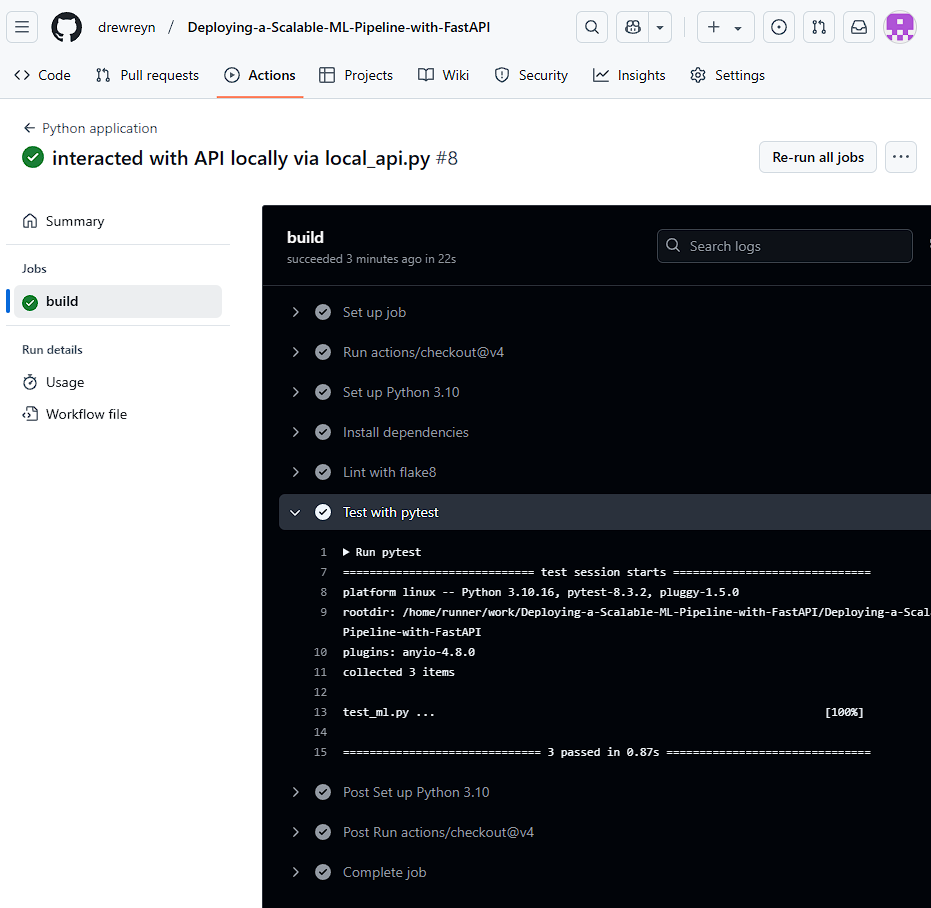 drewreyn / Deploying-a-Scalable-ML-Pipeline-with-FastAPI
Code Pull requests Actions Projects Wiki Security Insights Settings
Python application
interacted with API locally via local_api.py #8
Re-run all jobs
Summary
Jobs
build
Run details
Usage
Workflow file
build
succeeded 3 minutes ago in 22s
Search logs
Set up job
Run actions/checkout@v4
Set up Python 3.10
Install dependencies
Lint with flake8
Test with pytest
1 Run pytest
7 ============================= test session starts ==============================
8 platform linux -- Python 3.10.16, pytest-8.3.2, pluggy-1.5.0
9 rootdir: /home/runner/work/Deploying-a-Scalable-ML-Pipeline-with-FastAPI/Deploying-a-Scal
Pipeline-with-FastAPI
10 plugins: anyio-4.8.0
11 collected 3 items
12
13 test_ml.py ... [100%]
14
15 ============================== 3 passed in 0.87s ===============================
Post Set up Python 3.10
Post Run actions/checkout@v4
Complete job